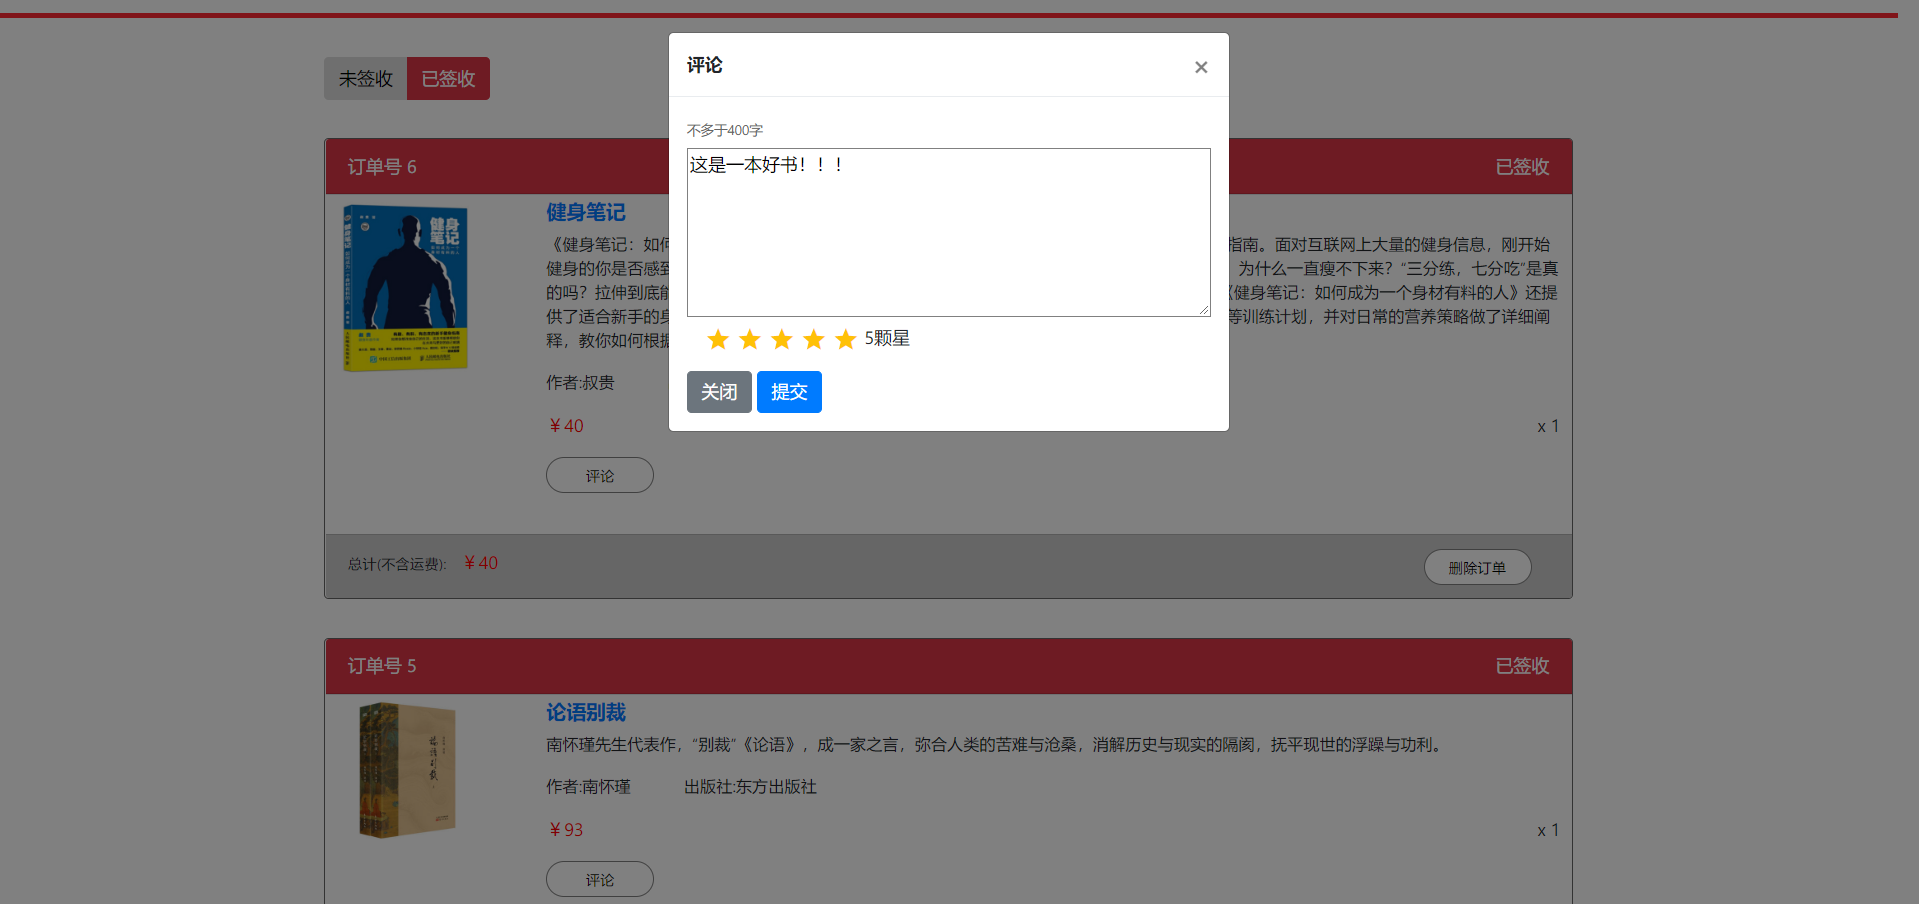 评论
×
不多于400字
这是一本好书！！！
5颗星
关闭 提交
未签收 已签收
订单号 6 已签收
健身
笔记
健身笔记
《健身笔记：如何 指南。面对互联网上大量的健身信息，刚开始
健身的你是否感到 为什么一直瘦不下来？“三分练，七分吃”是真
的吗？拉伸到底能 《健身笔记：如何成为一个身材有料的人》还提
供了适合新手的身 等训练计划，并对日常的营养策略做了详细阐
释，教你如何根据
作者:叔贵
￥40 x 1
评论
总计(不含运费): ￥40 删除订单
订单号 5 已签收
论语别裁
论语别裁
南怀瑾先生代表作，“别裁”《论语》，成一家之言，弥合人类的苦难与沧桑，消解历史与现实的隔阂，抚平现世的浮躁与功利。
作者:南怀瑾 出版社:东方出版社
￥93 x 1
评论